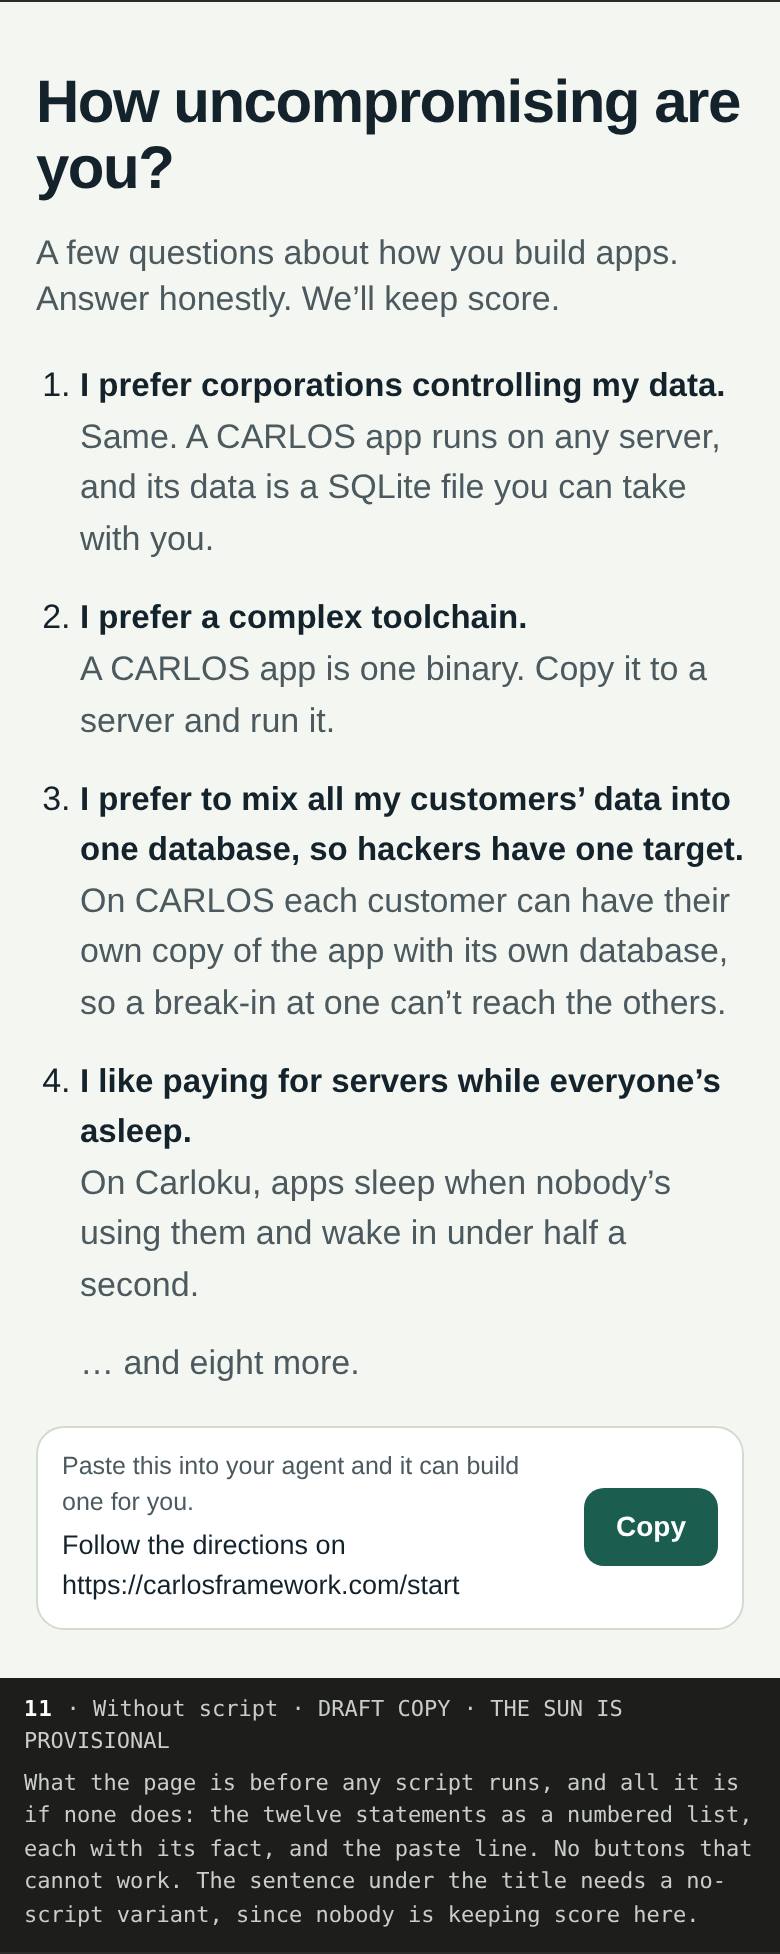 How uncompromising are
you?
A few questions about how you build apps.
Answer honestly. We’ll keep score.
1. I prefer corporations controlling my data.
Same. A CARLOS app runs on any server,
and its data is a SQLite file you can take
with you.
2. I prefer a complex toolchain.
A CARLOS app is one binary. Copy it to a
server and run it.
3. I prefer to mix all my customers’ data into
one database, so hackers have one target.
On CARLOS each customer can have their
own copy of the app with its own database,
so a break-in at one can’t reach the others.
4. I like paying for servers while everyone’s
asleep.
On Carloku, apps sleep when nobody’s
using them and wake in under half a
second.
… and eight more.
Paste this into your agent and it can build
one for you.
Follow the directions on
https://carlosframework.com/start
Copy
11 · Without script · DRAFT COPY · THE SUN IS
PROVISIONAL
What the page is before any script runs, and all it is
if none does: the twelve statements as a numbered list,
each with its fact, and the paste line. No buttons that
cannot work. The sentence under the title needs a no-
script variant, since nobody is keeping score here.